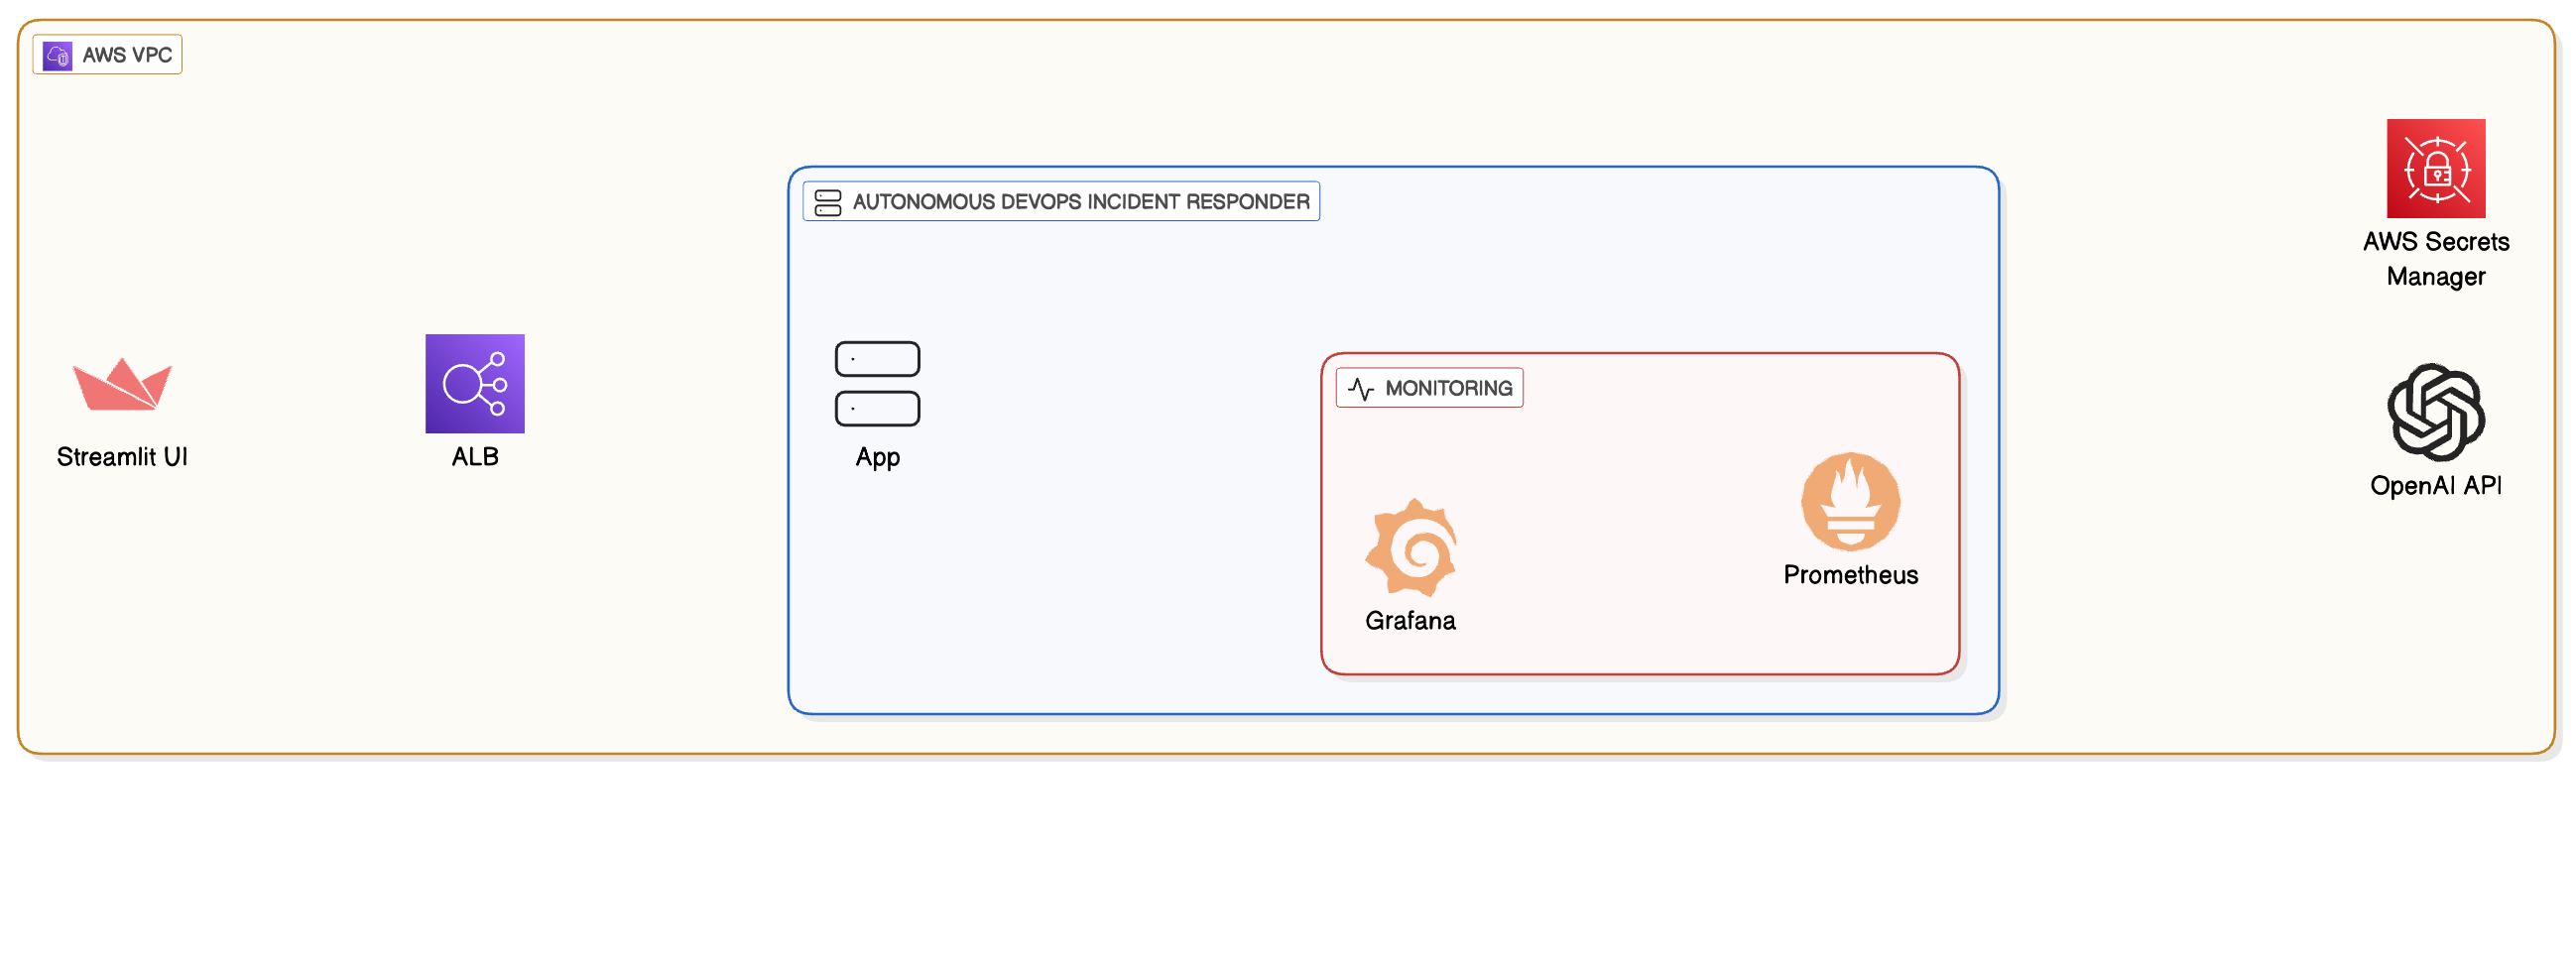 AWS VPC
AUTONOMOUS DEVOPS INCIDENT RESPONDER
AWS Secrets
Manager
MONITORING
Streamlit UI
ALB
App
OpenAI API
Prometheus
Grafana